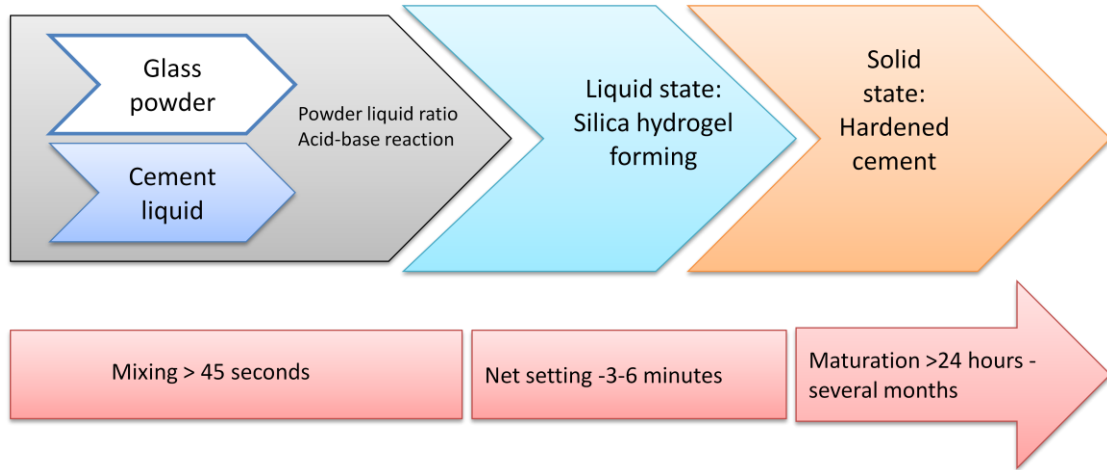 Glass
powder
Cement
liquid
Powder liquid ratio
Acid-base reaction
Liquid state:
Silica hydrogel
forming
Solid
state:
Hardened
cement
Mixing > 45 seconds
Net setting -3-6 minutes
Maturation >24 hours -
several months